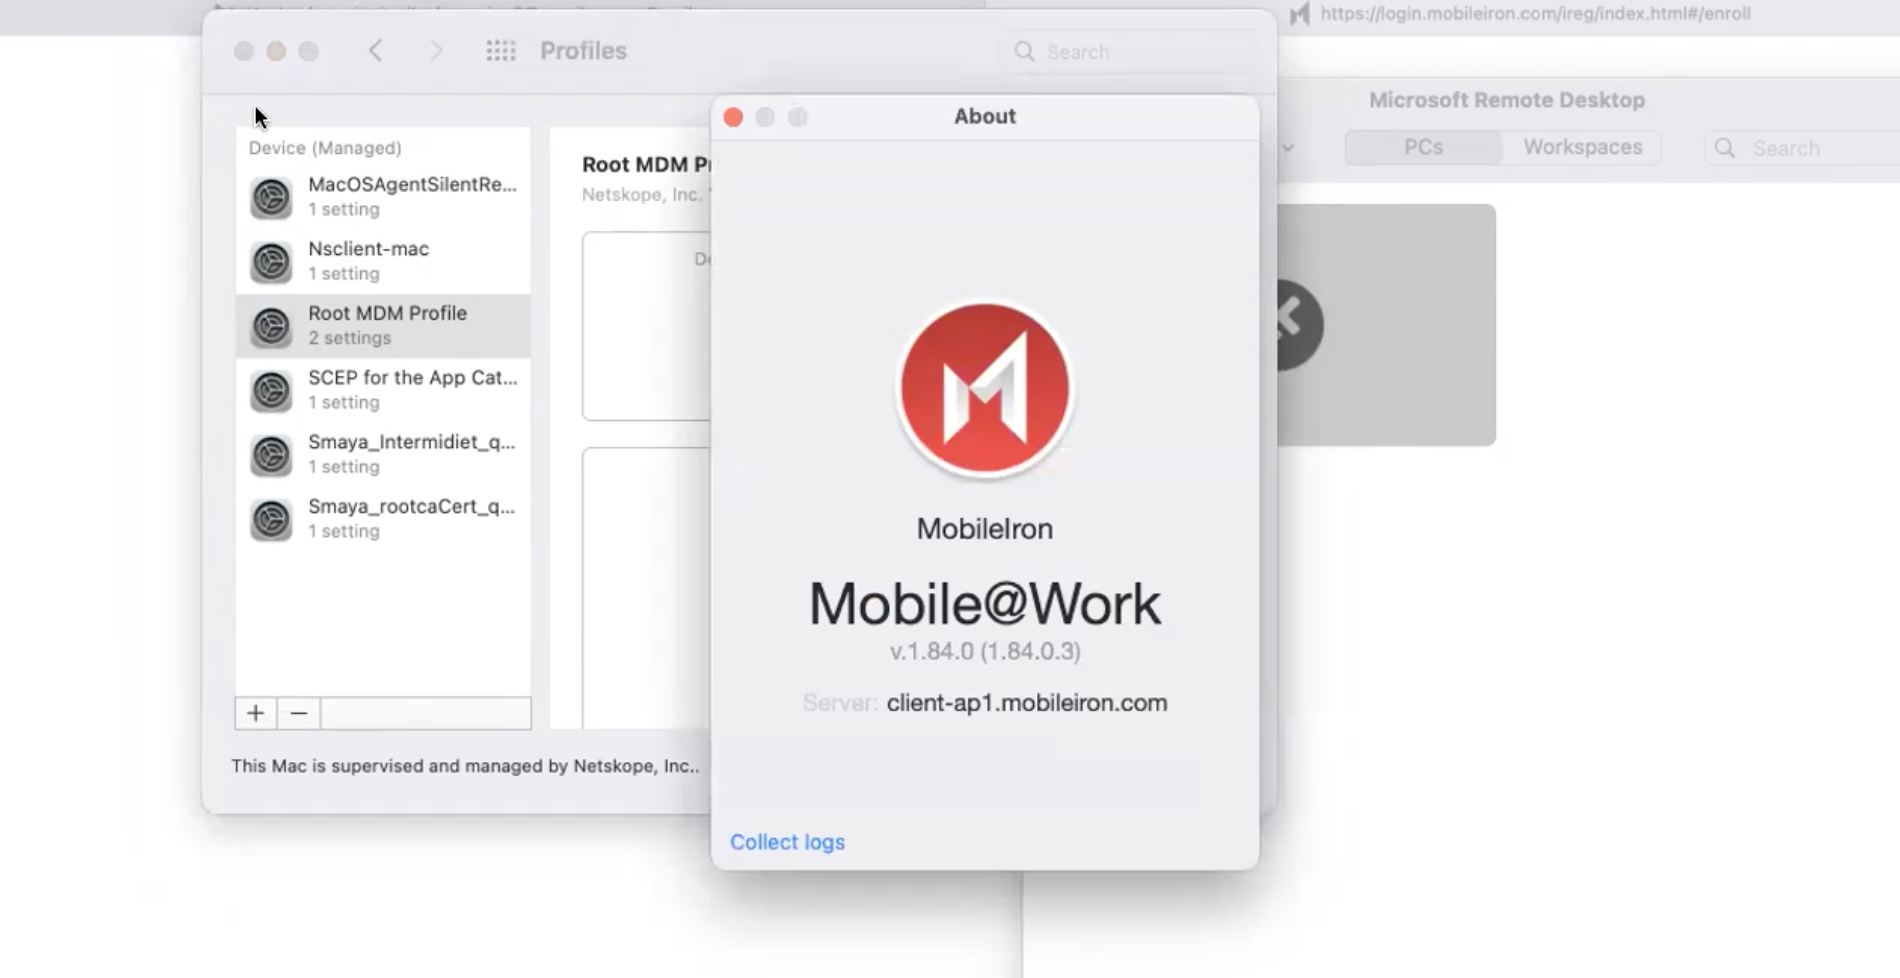 https://login.mobileiron.com/ireg/index.html#/enroll
Profiles
Search
Microsoft Remote Desktop
PCs
Workspaces
Search
About
Device (Managed)
MacOSAgentSilentRe...
1 setting
Nsclient-mac
1 setting
Root MDM Profile
2 settings
SCEP for the App Cat...
1 setting
Smaya_Intermidiet_q...
1 setting
Smaya_rootcaCert_q...
1 setting
+ −
This Mac is supervised and managed by Netskope, Inc..
Root MDM P
Netskope, Inc.
De
MobileIron
Mobile@Work
v.1.84.0 (1.84.0.3)
Server: client-ap1.mobileiron.com
Collect logs